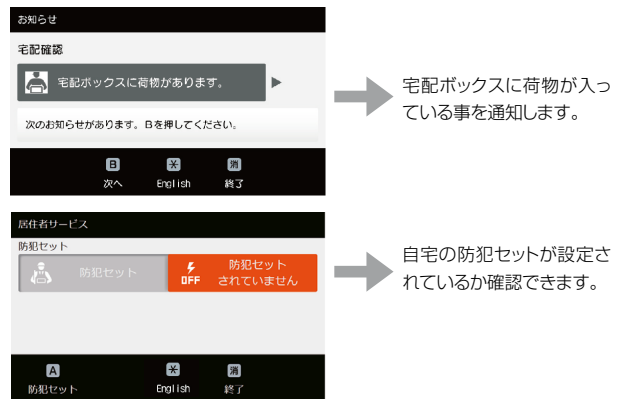 お知らせ
宅配確認
宅配ボックスに荷物があります。
次のお知らせがあります。Bを押してください。
B
次へ
＊
English
消
終了
宅配ボックスに荷物が入っ
ている事を通知します。
居住者サービス
防犯セット
防犯セット
OFF
防犯セット
されていません
A
防犯セット
＊
English
消
終了
自宅の防犯セットが設定さ
れているか確認できます。